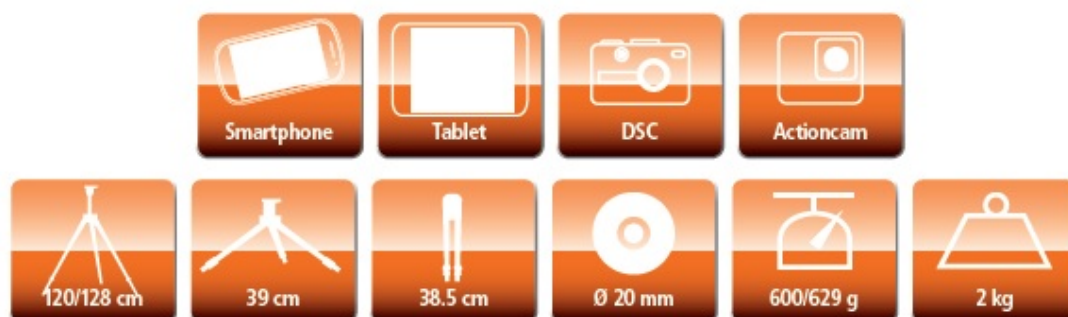 Smartphone
Tablet
DSC
Actioncam
120/128 cm
39 cm
38.5 cm
Ø 20 mm
600/629 g
2 kg